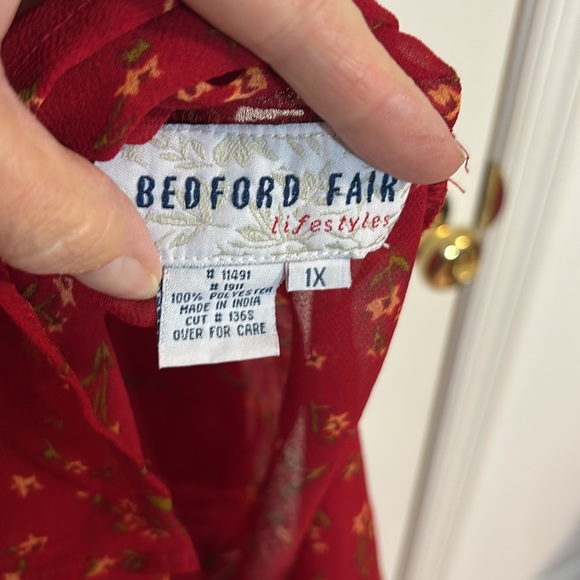 BEDFORD FAIR
lifestyles
1X
# 11491
# 1911
100% POLYESTER
MADE IN INDIA
CUT # 136S
OVER FOR CARE